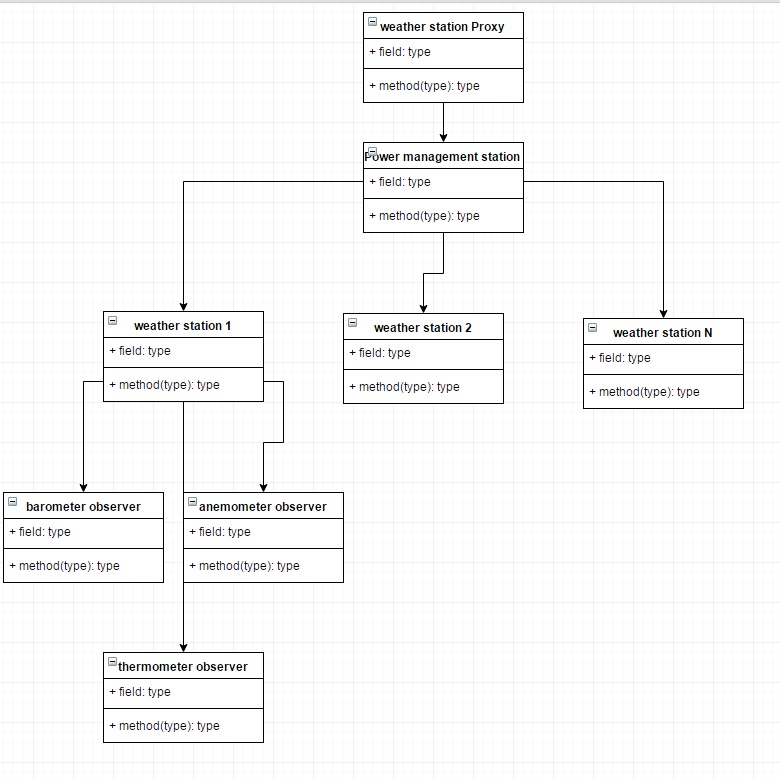 weather station Proxy
+ field: type
+ method(type): type
Power management station
+ field: type
+ method(type): type
weather station 1
+ field: type
+ method(type): type
weather station 2
+ field: type
+ method(type): type
weather station N
+ field: type
+ method(type): type
barometer observer
+ field: type
+ method(type): type
anemometer observer
+ field: type
+ method(type): type
thermometer observer
+ field: type
+ method(type): type